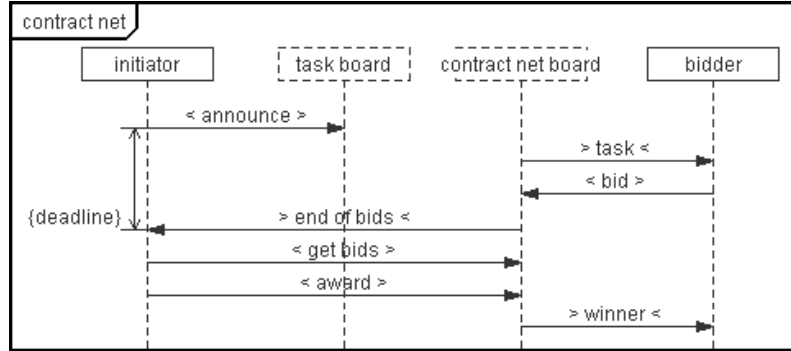 contract net
initiator
task board
contract net board
bidder
< announce >
> task <
< bid >
{deadline}
> end of bids <
< get bids >
< award >
> winner <